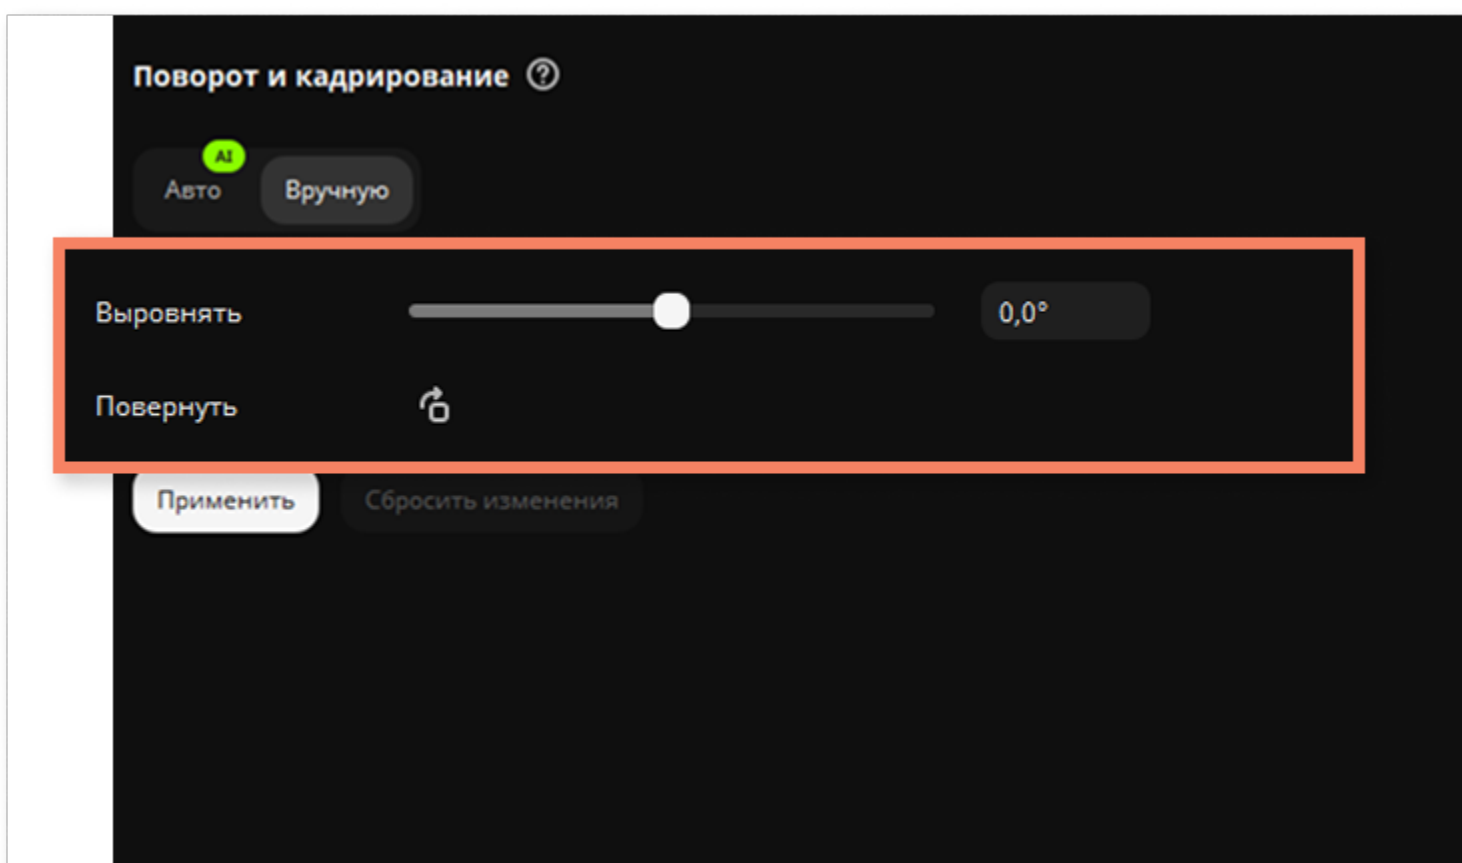 Поворот и кадрирование
AI
Авто Вручную
Выровнять 0,0°
Повернуть
Применить Сбросить изменения